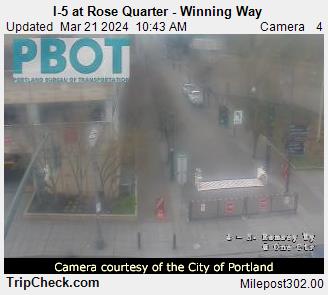 I-5 at Rose Quarter - Winning Way
Updated Mar 21 2024 10:43 AM Camera 4
PBOT
PORTLAND BUREAU OF TRANSPORTATION
Camera courtesy of the City of Portland
TripCheck.com Milepost302.00